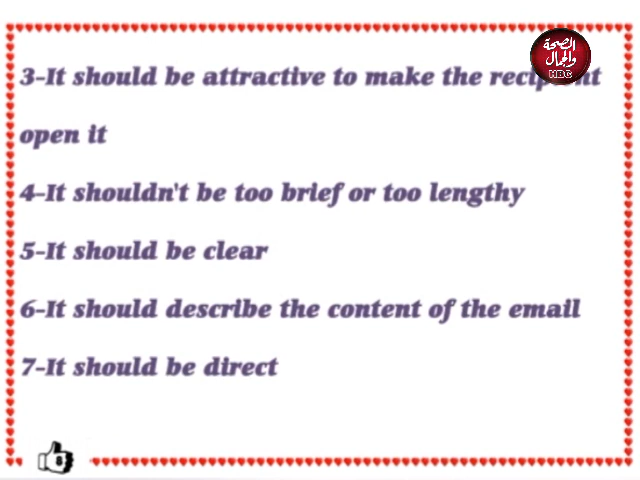 الصحة
والجمال
HBC
3-It should be attractive to make the recipient
open it
4-It shouldn't be too brief or too lengthy
5-It should be clear
6-It should describe the content of the email
7-It should be direct